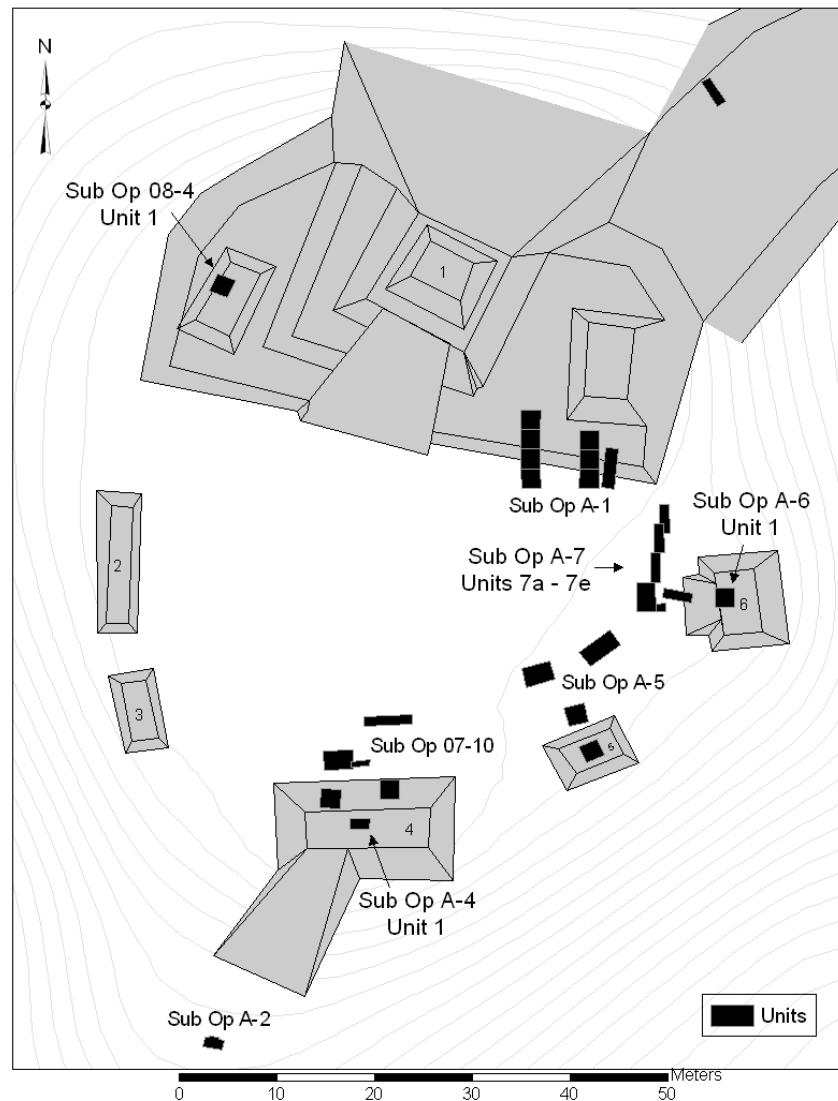 N
Sub Op 08-4
Unit 1
1
Sub Op A-1
Sub Op A-6
Unit 1
Sub Op A-7
Units 7a - 7e
2
6
3
Sub Op A-5
Sub Op 07-10
5
4
Sub Op A-4
Unit 1
Units
Sub Op A-2
Meters
0 10 20 30 40 50